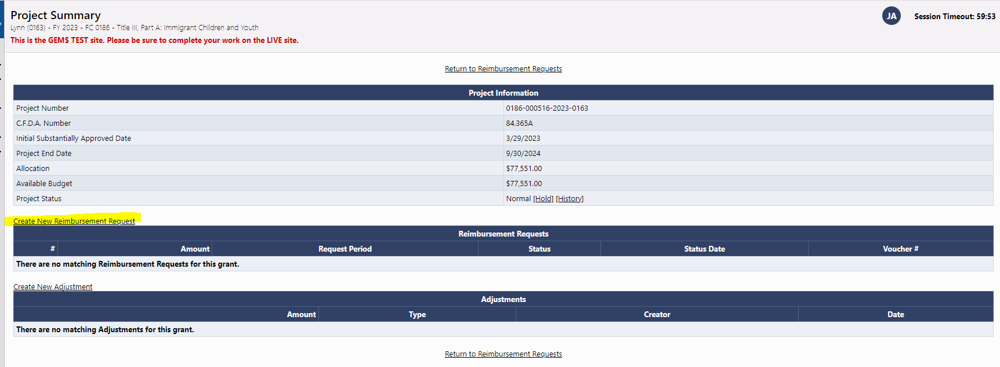 Project Summary
JA
Session Timeout: 59:53
Lynn (0163) - FY 2023 - FC 0186 - Title III, Part A: Immigrant Children and Youth
This is the GEM$ TEST site. Please be sure to complete your work on the LIVE site.
Return to Reimbursement Requests
Project Information
Project Number 0186-000516-2023-0163
C.F.D.A. Number 84.365A
Initial Substantially Approved Date 3/29/2023
Project End Date 9/30/2024
Allocation $77,551.00
Available Budget $77,551.00
Project Status Normal [Hold] [History]
Create New Reimbursement Request
Reimbursement Requests
# Amount Request Period Status Status Date Voucher #
There are no matching Reimbursement Requests for this grant.
Create New Adjustment
Adjustments
Amount Type Creator Date
There are no matching Adjustments for this grant.
Return to Reimbursement Requests